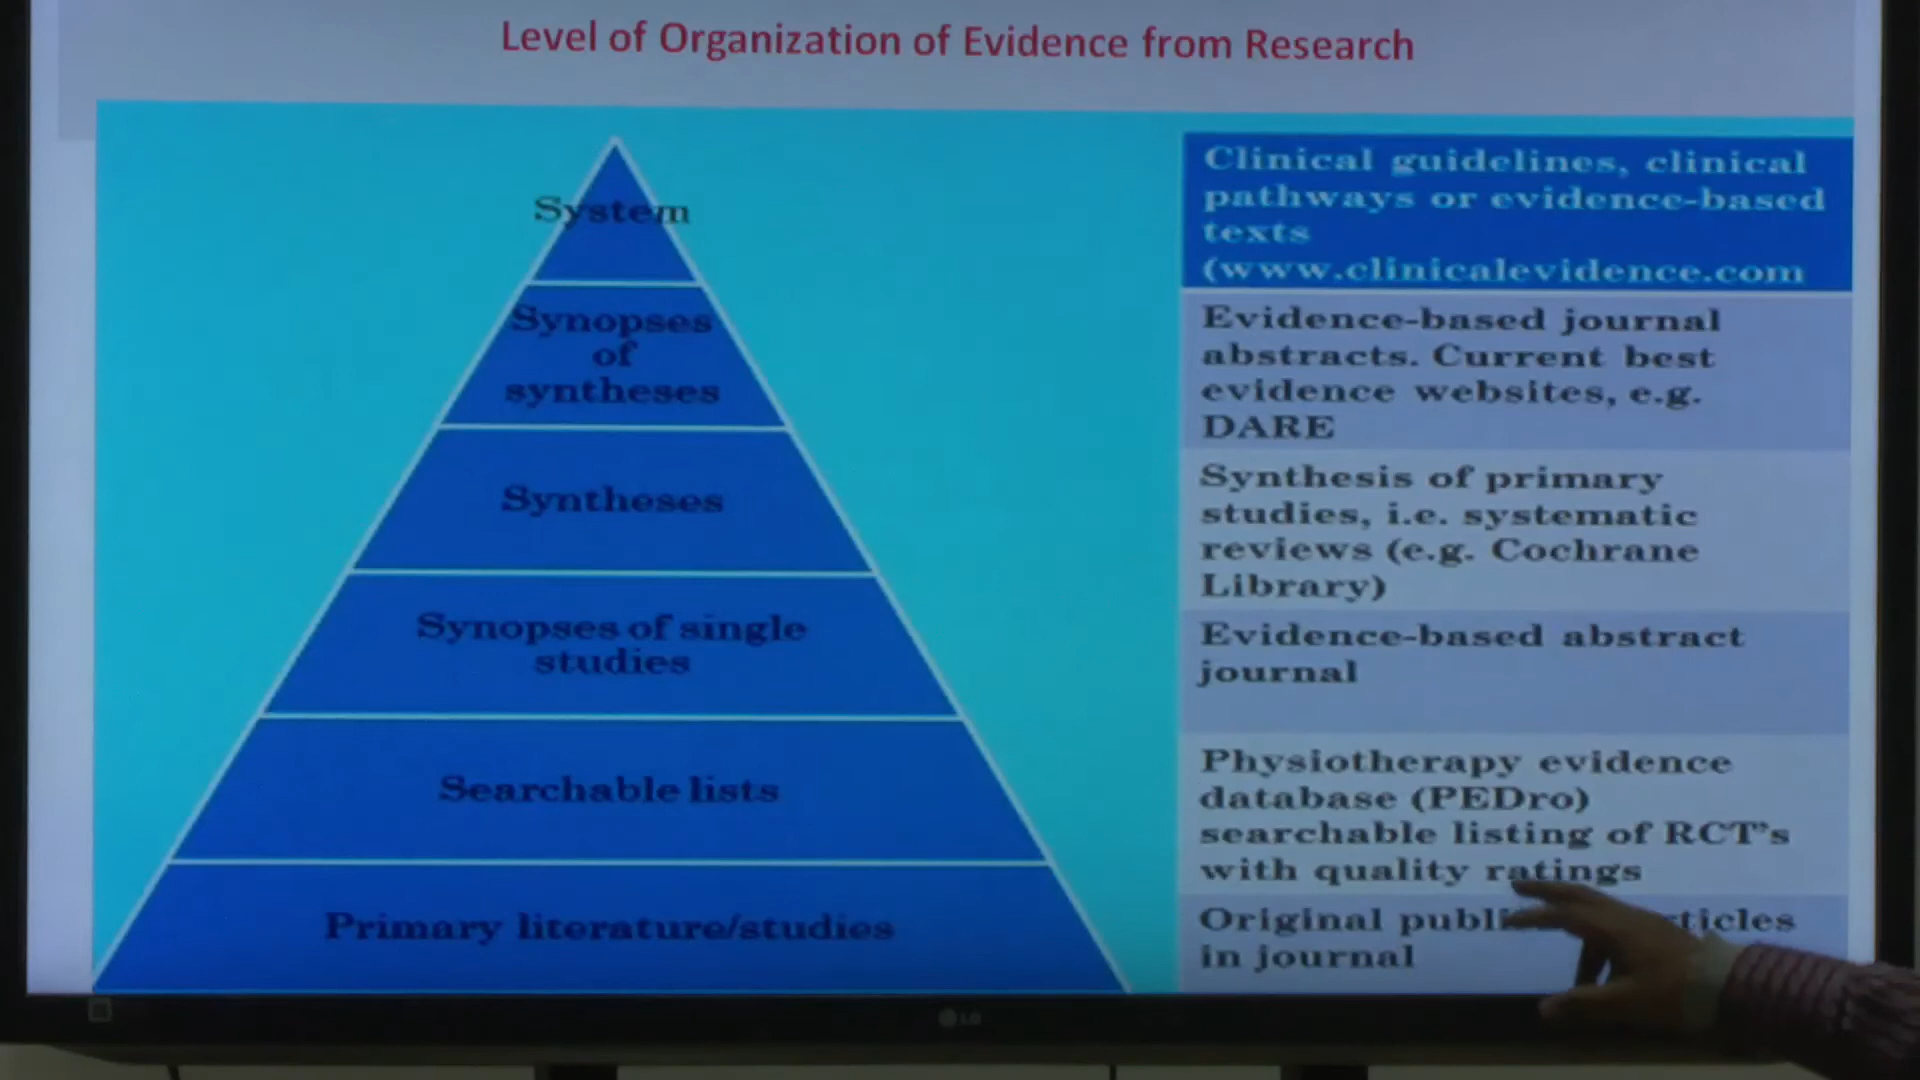 Level of Organization of Evidence from Research
System
Synopses
of
syntheses
Syntheses
Synopses of single
studies
Searchable lists
Primary literature/studies
Clinical guidelines, clinical
pathways or evidence-based
texts
(www.clinicalevidence.com
Evidence-based journal
abstracts. Current best
evidence websites, e.g.
DARE
Synthesis of primary
studies, i.e. systematic
reviews (e.g. Cochrane
Library)
Evidence-based abstract
journal
Physiotherapy evidence
database (PEDro)
searchable listing of RCT's
with quality ratings
Original
in journal
LG